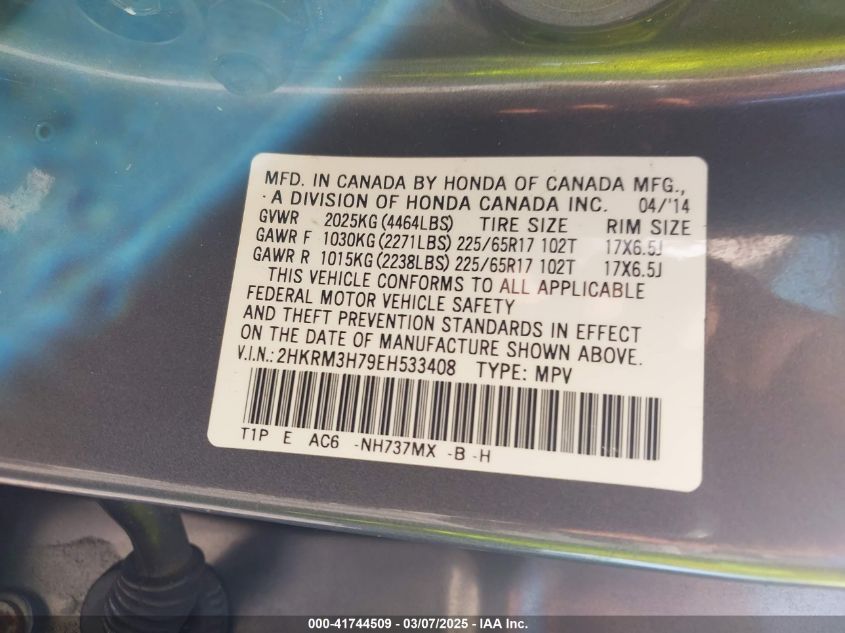 MFD. IN CANADA BY HONDA OF CANADA MFG.,
A DIVISION OF HONDA CANADA INC. 04/'14
GVWR 2025KG (4464LBS) TIRE SIZE RIM SIZE
GAWR F 1030KG (2271LBS) 225/65R17 102T 17X6.5J
GAWR R 1015KG (2238LBS) 225/65R17 102T 17X6.5J
THIS VEHICLE CONFORMS TO ALL APPLICABLE
FEDERAL MOTOR VEHICLE SAFETY
AND THEFT PREVENTION STANDARDS IN EFFECT
ON THE DATE OF MANUFACTURE SHOWN ABOVE.
V.I.N.: 2HKRM3H79EH533408 TYPE: MPV
T1P E AC6 -NH737MX -B -H
000-41744509 - 03/07/2025 - IAA Inc.